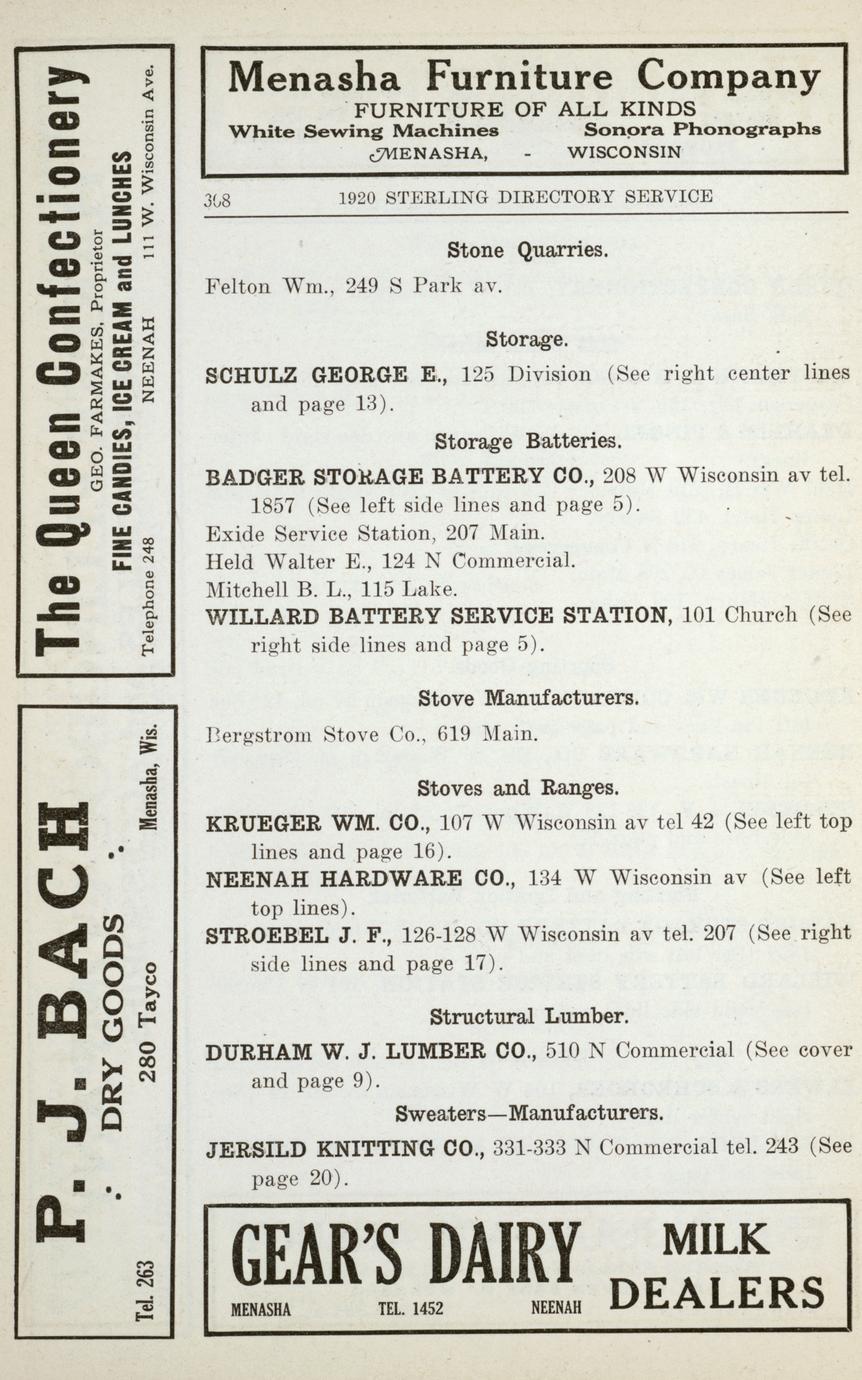 Menasha Furniture Company
FURNITURE OF ALL KINDS
White Sewing Machines Sonora Phonographs
MENASHA, - WISCONSIN
308 1920 STERLING DIRECTORY SERVICE
Stone Quarries.
Felton Wm., 249 S Park av.
Storage.
SCHULZ GEORGE E., 125 Division (See right center lines
and page 13).
Storage Batteries.
BADGER STORAGE BATTERY CO., 208 W Wisconsin av tel.
1857 (See left side lines and page 5).
Exide Service Station, 207 Main.
Held Walter E., 124 N Commercial.
Mitchell B. L., 115 Lake.
WILLARD BATTERY SERVICE STATION, 101 Church (See
right side lines and page 5).
Stove Manufacturers.
Bergstrom Stove Co., 619 Main.
Stoves and Ranges.
KRUEGER WM. CO., 107 W Wisconsin av tel 42 (See left top
lines and page 16).
NEENAH HARDWARE CO., 134 W Wisconsin av (See left
top lines).
STROEBEL J. F., 126-128 W Wisconsin av tel. 207 (See right
side lines and page 17).
Structural Lumber.
DURHAM W. J. LUMBER CO., 510 N Commercial (See cover
and page 9).
Sweaters—Manufacturers.
JERSILD KNITTING CO., 331-333 N Commercial tel. 243 (See
page 20).
The Queen Confectionery
GEO. FARMAKES, Proprietor
FINE CANDIES, ICE CREAM and LUNCHES
Telephone 248 NEENAH 111 W. Wisconsin Ave.
P. J. BACH
DRY GOODS
Tel. 263 280 Tayco Menasha, Wis.
GEAR'S DAIRY
MENASHA TEL. 1452 NEENAH
MILK
DEALERS